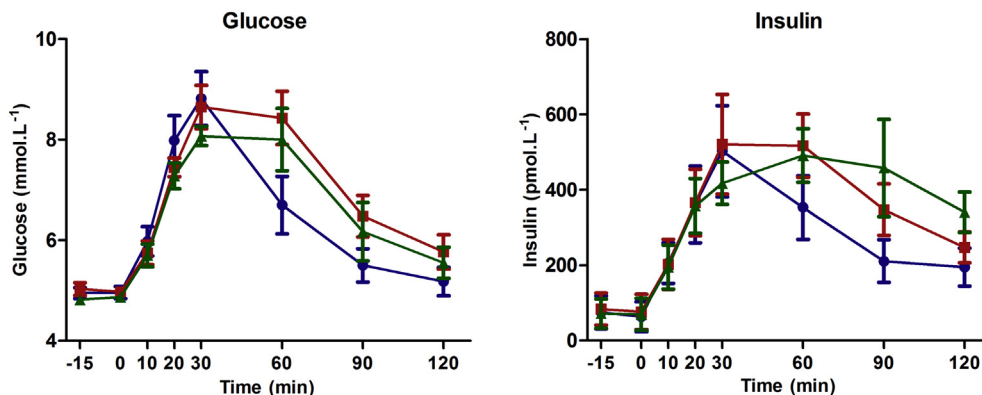 Glucose
Glucose (mmol.L⁻¹)
10
8
6
4
-15 0 10 20 30 60 90 120
Time (min)
Insulin
Insulin (pmol.L⁻¹)
800
600
400
200
0
-15 0 10 20 30 60 90 120
Time (min)